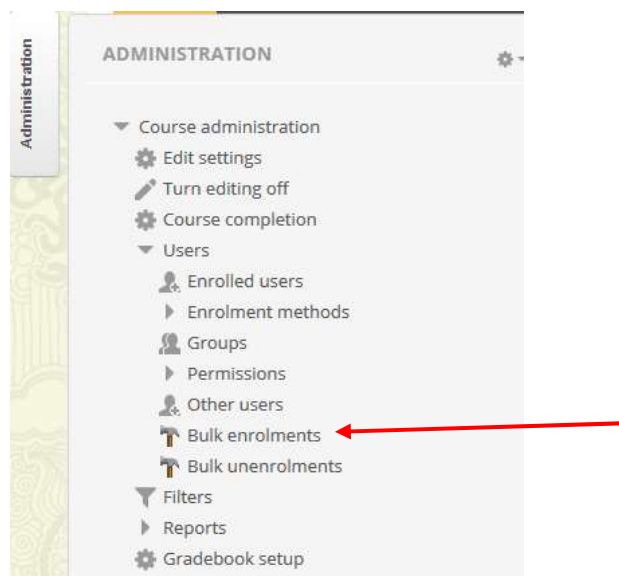 Administration
ADMINISTRATION
Course administration
Edit settings
Turn editing off
Course completion
Users
Enrolled users
Enrolment methods
Groups
Permissions
Other users
Bulk enrolments
Bulk unenrolments
Filters
Reports
Gradebook setup